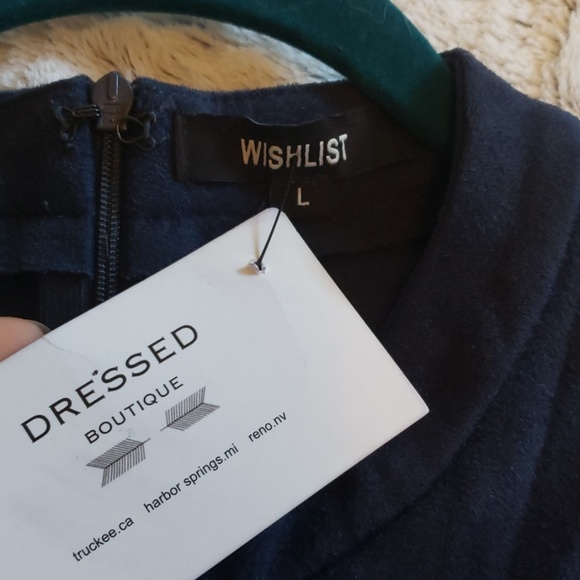 WISHLIST
L
DRESSED
BOUTIQUE
truckee.ca harbor springs.mi reno.nv